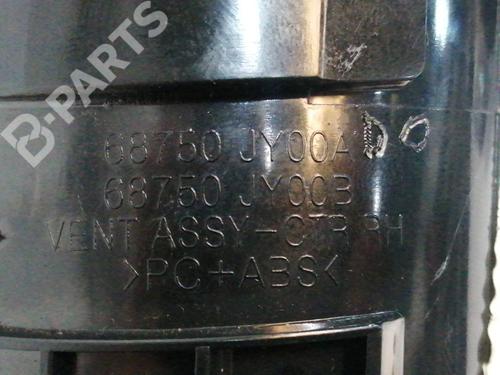 B-PARTS
68750 JY00A
68750 JY00B
VENT ASSY-CTR RH
>PC+ABS<